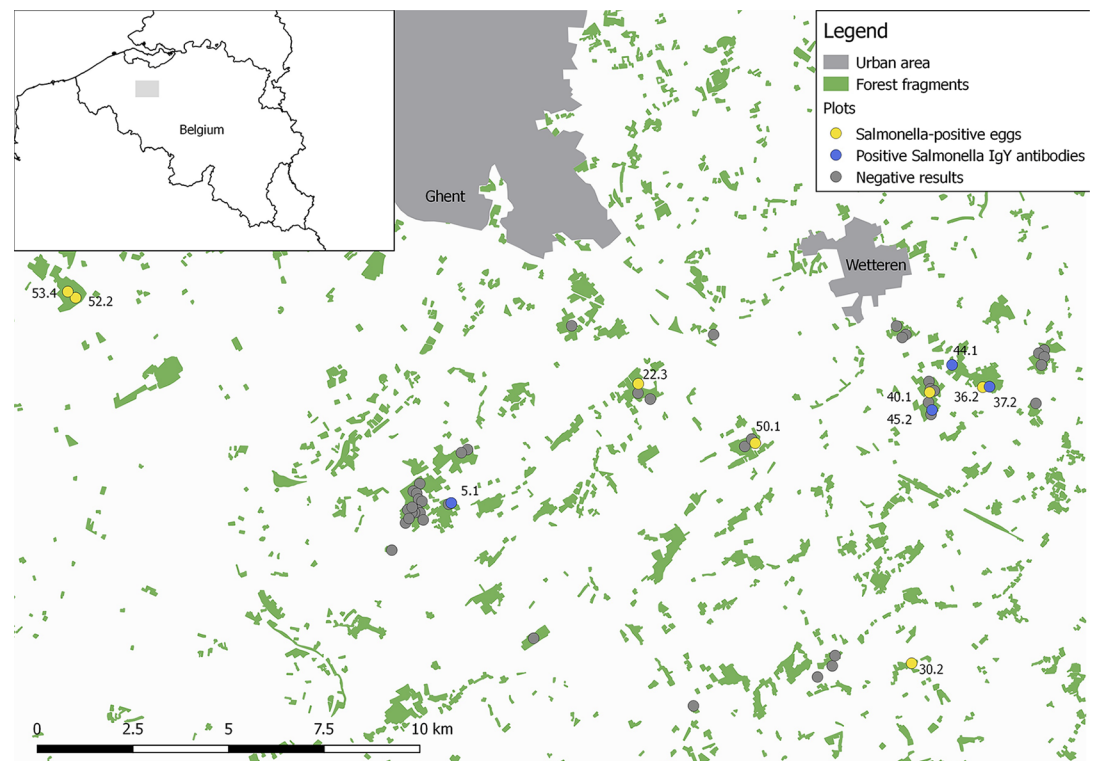 Belgium
Ghent
Wetteren
Legend
Urban area
Forest fragments
Plots
Salmonella-positive eggs
Positive Salmonella IgY antibodies
Negative results
53.4
52.2
22.3
44.1
40.1
36.2
37.2
45.2
50.1
5.1
30.2
0 2.5 5 7.5 10 km